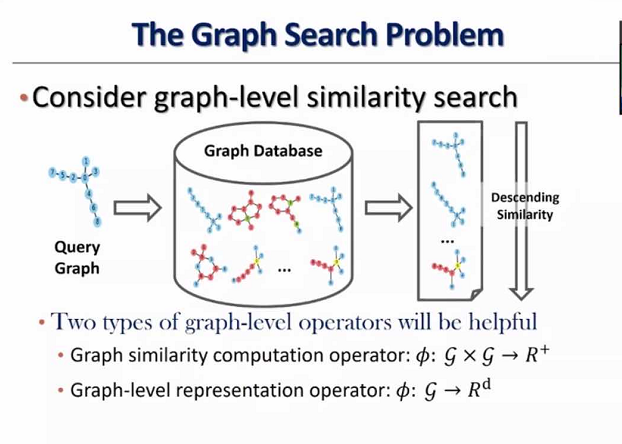 The Graph Search Problem
•Consider graph-level similarity search
Graph Database
Query
Graph
...
...
Descending
Similarity
• Two types of graph-level operators will be helpful
• Graph similarity computation operator: ϕ: 𝒢 × 𝒢 → R⁺
• Graph-level representation operator: ϕ: 𝒢 → Rᵈ